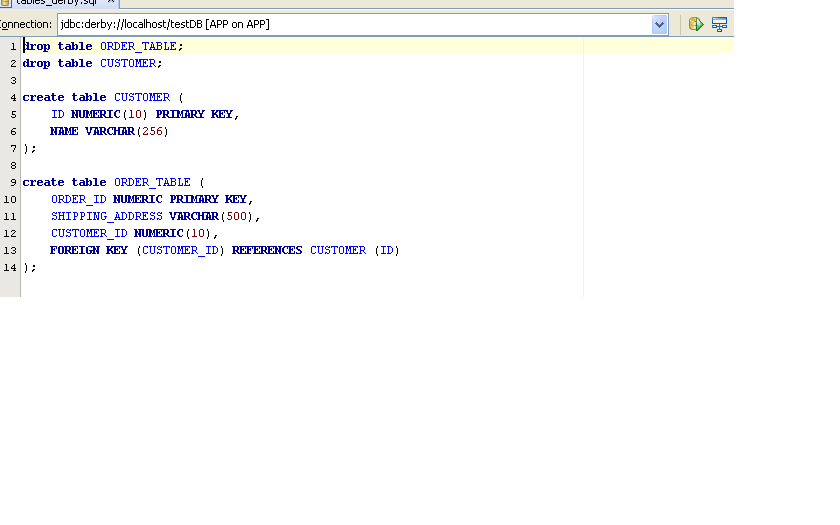 tables_derby.sql
Connection: jdbc:derby://localhost/testDB [APP on APP]
1 drop table ORDER_TABLE;
2 drop table CUSTOMER;
3
4 create table CUSTOMER (
5 ID NUMERIC(10) PRIMARY KEY,
6 NAME VARCHAR(256)
7 );
8
9 create table ORDER_TABLE (
10 ORDER_ID NUMERIC PRIMARY KEY,
11 SHIPPING_ADDRESS VARCHAR(500),
12 CUSTOMER_ID NUMERIC(10),
13 FOREIGN KEY (CUSTOMER_ID) REFERENCES CUSTOMER (ID)
14 );